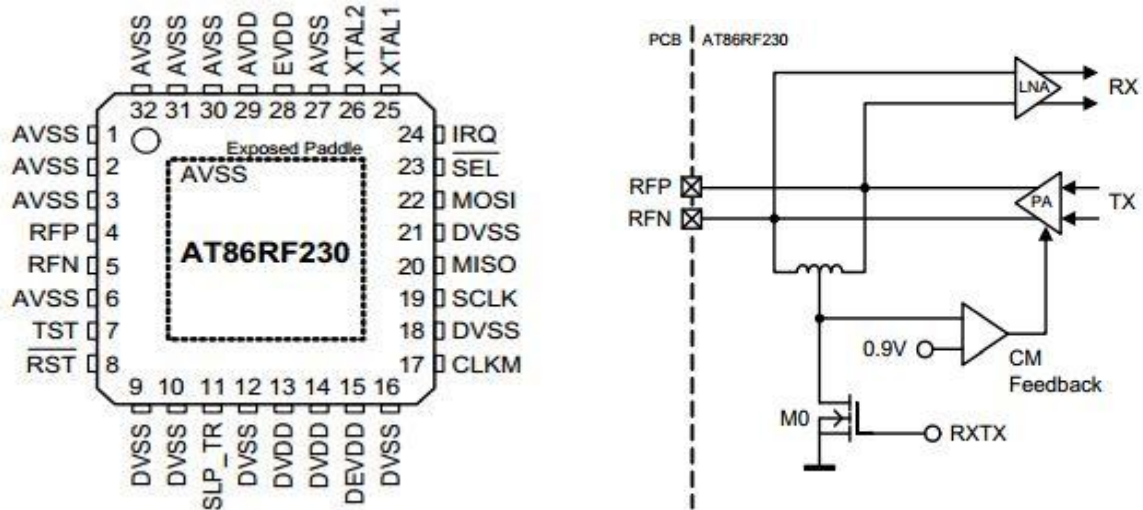 AVSS
AVSS
AVSS
AVDD
EVDD
AVSS
XTAL2
XTAL1
32 31 30 29 28 27 26 25
AVSS 1
AVSS 2
AVSS 3
RFP 4
RFN 5
AVSS 6
TST 7
RST 8
Exposed Paddle
AVSS
AT86RF230
24 IRQ
23 SEL
22 MOSI
21 DVSS
20 MISO
19 SCLK
18 DVSS
17 CLKM
9 10 11 12 13 14 15 16
DVSS
DVSS
SLP_TR
DVSS
DVDD
DVDD
DEVDD
DVSS
PCB AT86RF230
LNA
RX
RFP
RFN
PA
TX
0.9V
CM
Feedback
M0
RXTX